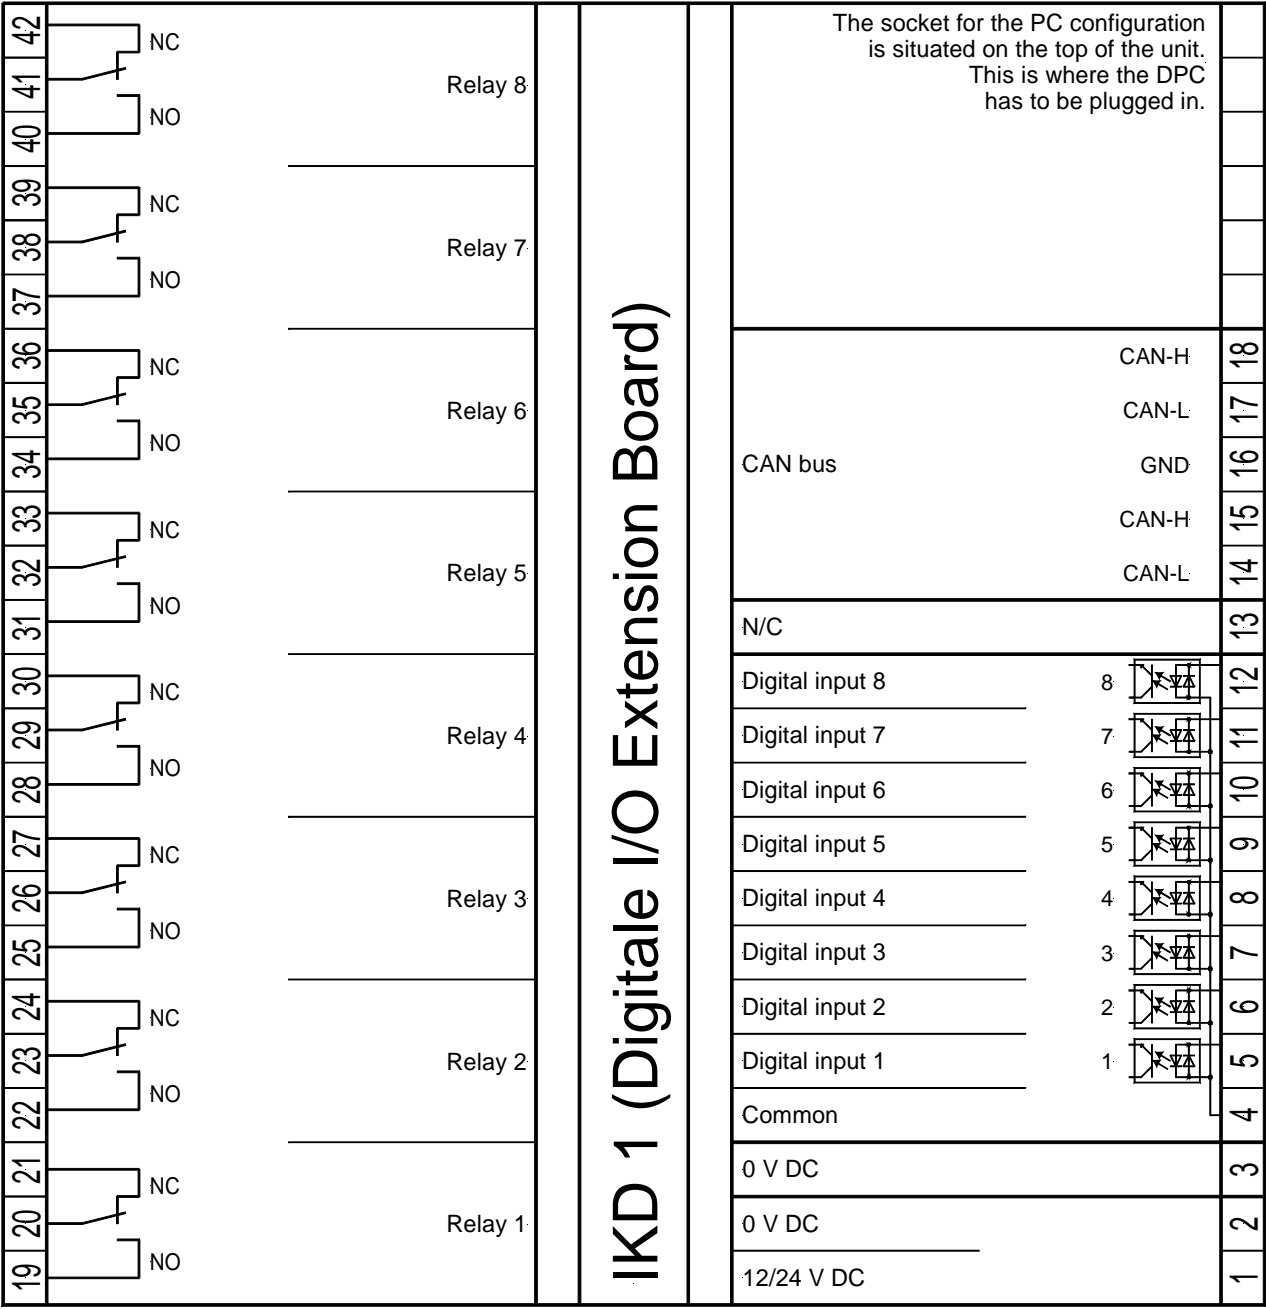 42
NC
41
Relay 8
NO
40
39
NC
38
Relay 7
NO
37
36
NC
35
Relay 6
NO
34
33
NC
32
Relay 5
NO
31
30
NC
29
Relay 4
NO
28
27
NC
26
Relay 3
NO
25
24
NC
23
Relay 2
NO
22
21
NC
20
Relay 1
NO
19
IKD 1 (Digitale I/O Extension Board)
The socket for the PC configuration
is situated on the top of the unit.
This is where the DPC
has to be plugged in.
CAN-H 18
CAN-L 17
CAN bus GND 16
CAN-H 15
CAN-L 14
N/C 13
Digital input 8 8 12
Digital input 7 7 11
Digital input 6 6 10
Digital input 5 5 9
Digital input 4 4 8
Digital input 3 3 7
Digital input 2 2 6
Digital input 1 1 5
Common 4
0 V DC 3
0 V DC 2
12/24 V DC 1